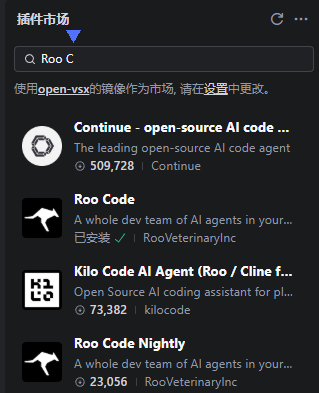 插件市场
Roo C
使用open-vsx的镜像作为市场, 请在设置中更改。
Continue - open-source AI code ...
The leading open-source AI code agent
509,728 Continue
Roo Code
A whole dev team of AI agents in your...
已安装 RooVeterinaryInc
Kilo Code AI Agent (Roo / Cline f...
Open Source AI coding assistant for pl...
73,382 kilocode
Roo Code Nightly
A whole dev team of AI agents in your...
23,056 RooVeterinaryInc